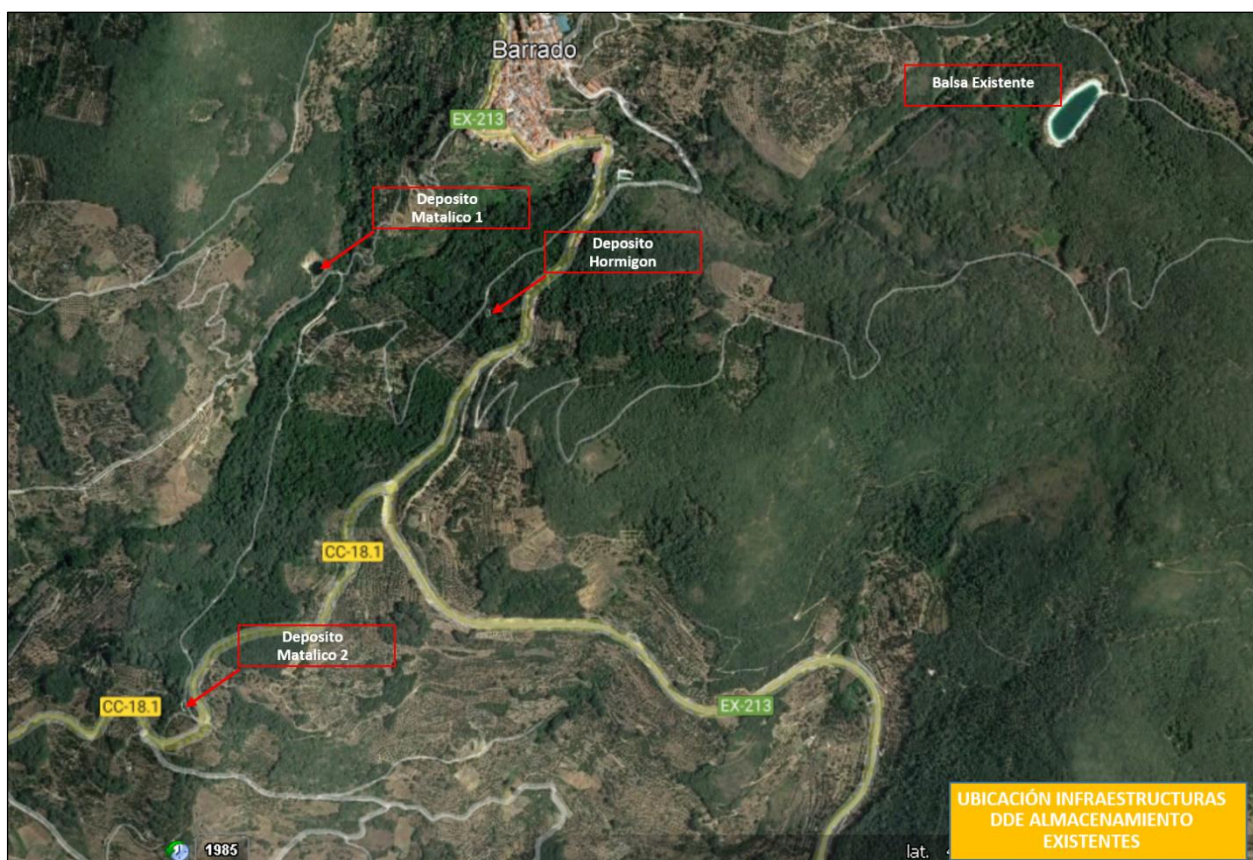 Barrado
Balsa Existente
EX-213
Deposito
Matalico 1
Deposito
Hormigon
CC-18.1
Deposito
Matalico 2
CC-18.1
EX-213
UBICACIÓN INFRAESTRUCTURAS
DDE ALMACENAMIENTO
EXISTENTES
1985
lat.